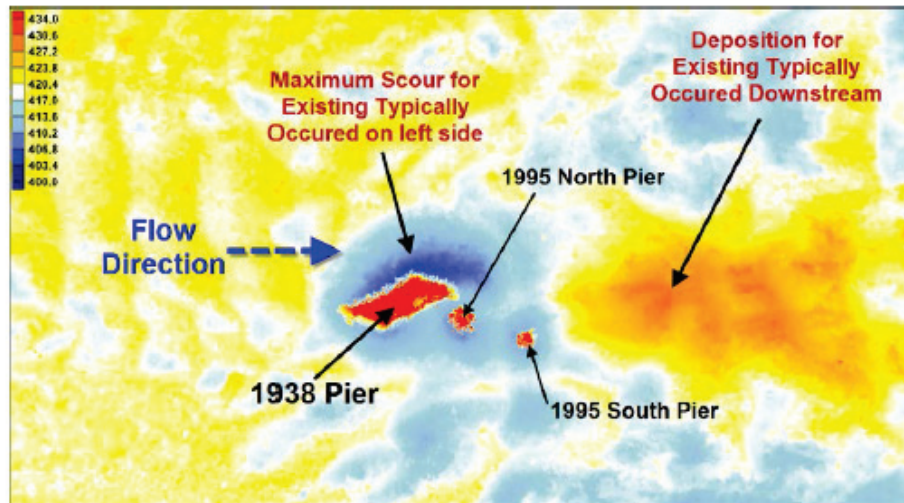 434.0
430.6
427.2
423.8
420.4
417.0
413.6
410.2
406.8
403.4
400.0
Maximum Scour for
Existing Typically
Occured on left side
Deposition for
Existing Typically
Occured Downstream
1995 North Pier
Flow
Direction
1938 Pier
1995 South Pier